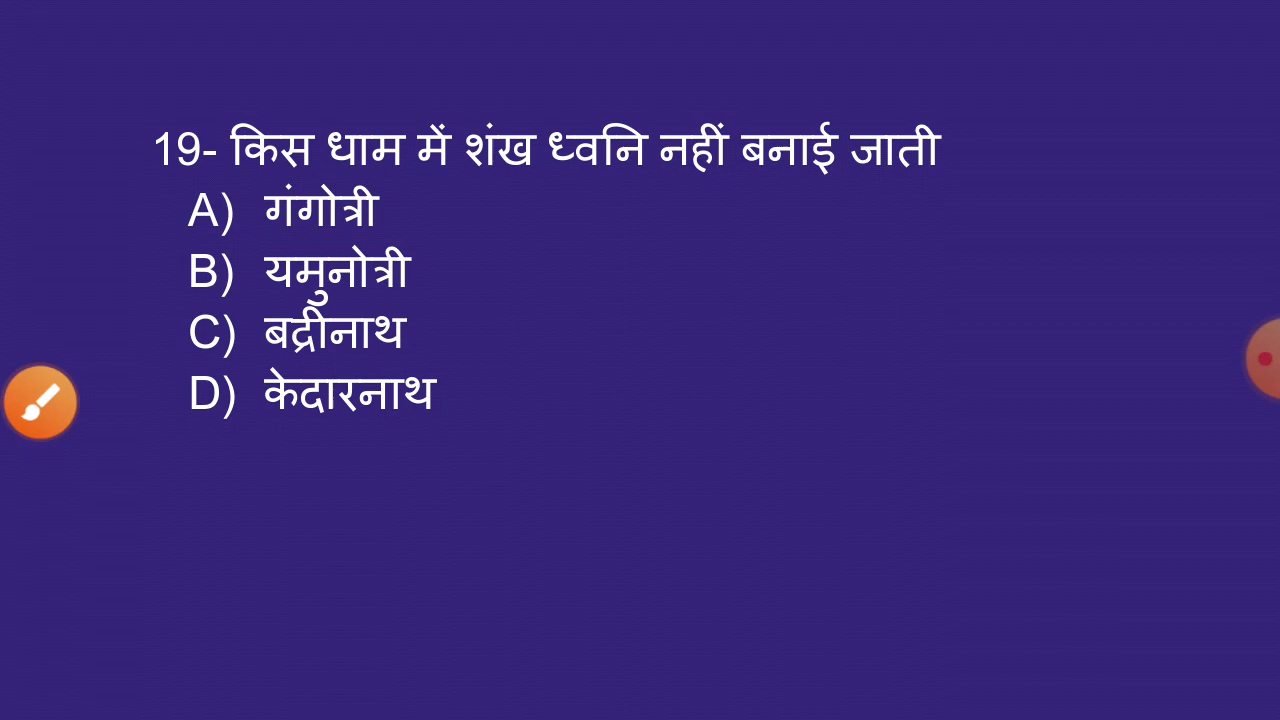 19- किस धाम में शंख ध्वनि नहीं बनाई जाती
A) गंगोत्री
B) यमुनोत्री
C) बद्रीनाथ
D) केदारनाथ